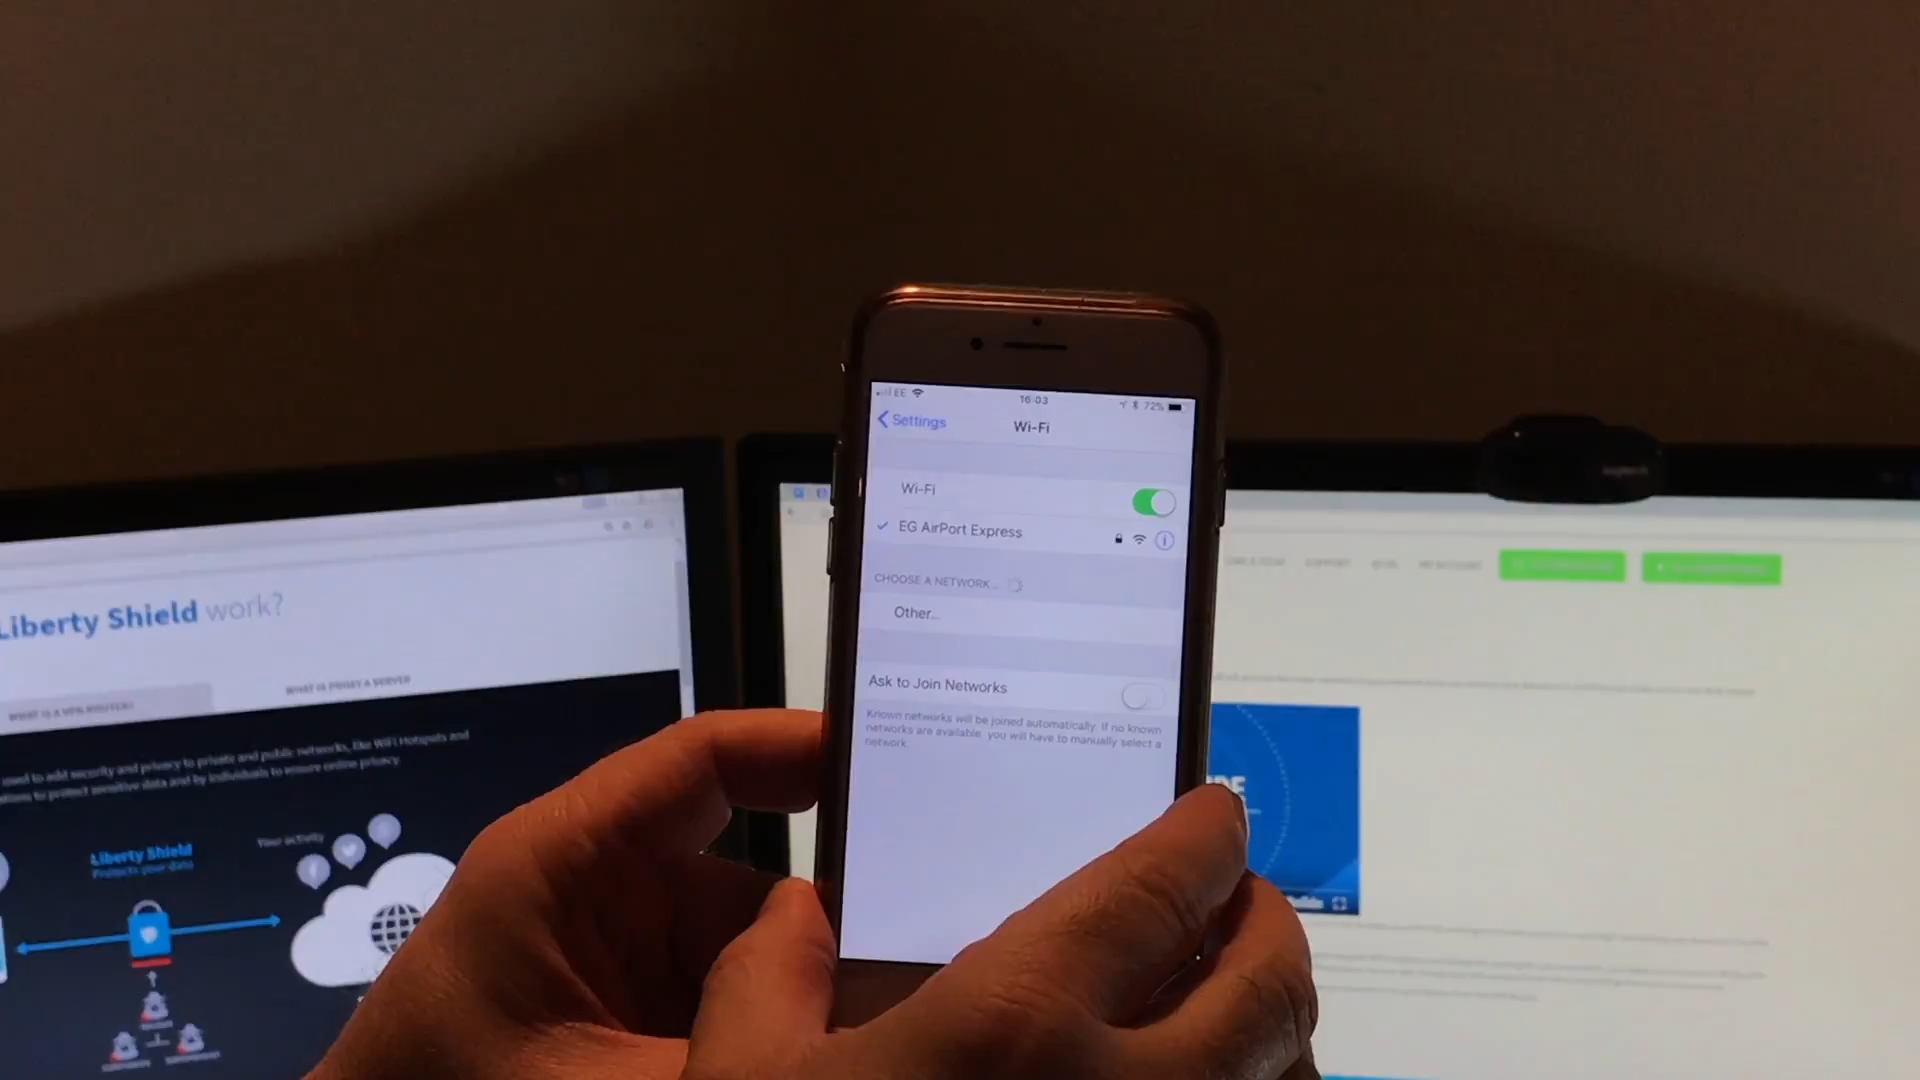 EE 16:03 72%
Settings Wi-Fi
Wi-Fi
EG AirPort Express
CHOOSE A NETWORK...
Other...
Ask to Join Networks
Known networks will be joined automatically. If no known
networks are available, you will have to manually select a
network.
Liberty Shield work?
WHAT IS A VPN ROUTER?
WHAT IS PROXY A SERVER
used to add security and privacy to private and public networks, like WiFi Hotspots and
to protect sensitive data and by individuals to ensure online privacy.
Liberty Shield
Protects your data
Your activity
SUPPORT
BLOG
MY ACCOUNT